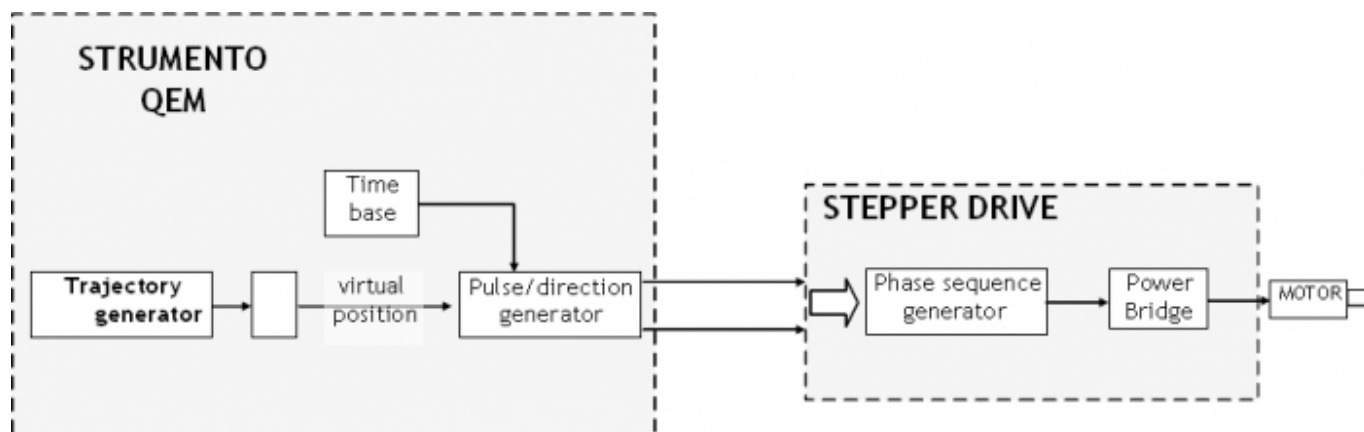 STRUMENTO
QEM
Time
base
Trajectory
generator
virtual
position
Pulse/direction
generator
STEPPER DRIVE
Phase sequence
generator
Power
Bridge
MOTOR